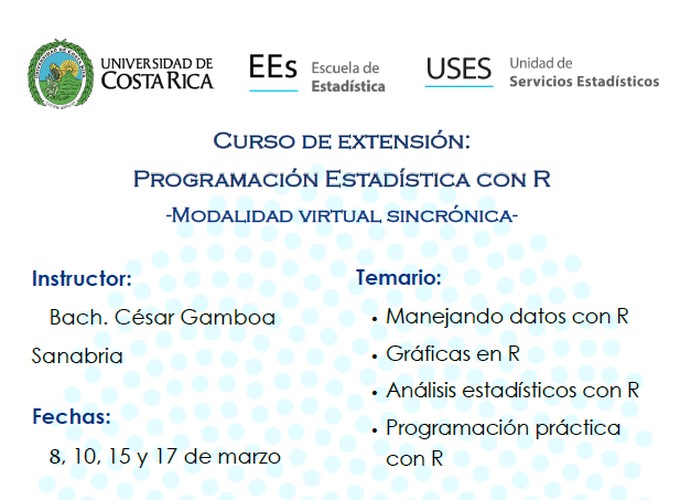 UNIVERSIDAD DE
COSTA RICA
EEs
Escuela de
Estadística
USES
Unidad de
Servicios Estadísticos
CURSO DE EXTENSIÓN:
PROGRAMACIÓN ESTADÍSTICA CON R
-MODALIDAD VIRTUAL SINCRÓNICA-
Instructor:
Bach. César Gamboa
Sanabria
Fechas:
8, 10, 15 y 17 de marzo
Temario:
• Manejando datos con R
• Gráficas en R
• Análisis estadísticos con R
• Programación práctica
con R